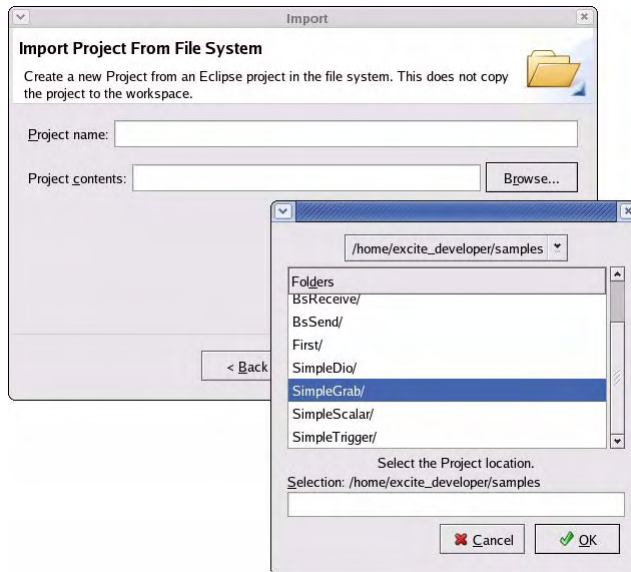 Import
Import Project From File System
Create a new Project from an Eclipse project in the file system. This does not copy
the project to the workspace.
Project name:
Project contents:
Browse...
< Back
/home/excite_developer/samples
Folders
BsReceive/
BsSend/
First/
SimpleDio/
SimpleGrab/
SimpleScalar/
SimpleTrigger/
Select the Project location.
Selection: /home/excite_developer/samples
Cancel
OK